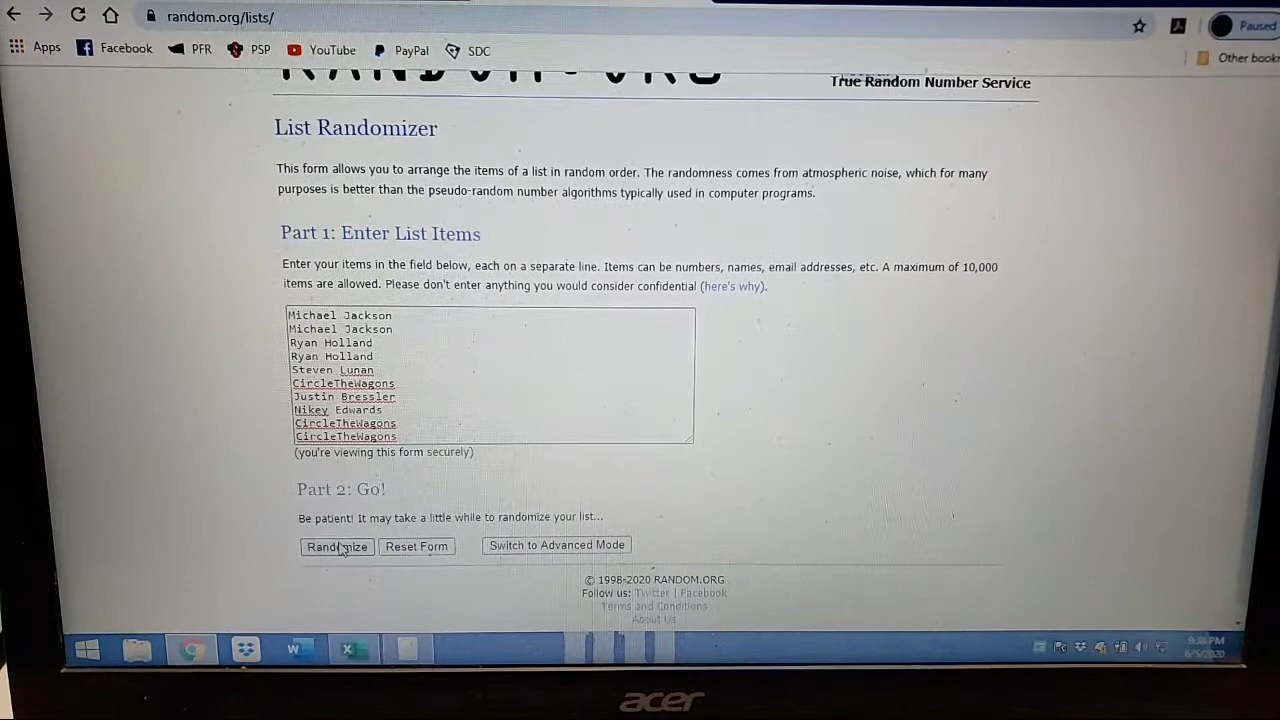 random.org/lists/
Paused
Apps Facebook PFR PSP YouTube PayPal SDC
Other book
RANDOM.ORG
True Random Number Service
List Randomizer
This form allows you to arrange the items of a list in random order. The randomness comes from atmospheric noise, which for many
purposes is better than the pseudo-random number algorithms typically used in computer programs.
Part 1: Enter List Items
Enter your items in the field below, each on a separate line. Items can be numbers, names, email addresses, etc. A maximum of 10,000
items are allowed. Please don't enter anything you would consider confidential (here's why).
Michael Jackson
Michael Jackson
Ryan Holland
Ryan Holland
Steven Lunan
CircleTheWagons
Justin Bressler
Nikey Edwards
CircleTheWagons
CircleTheWagons
(you're viewing this form securely)
Part 2: Go!
Be patient! It may take a little while to randomize your list...
Randomize Reset Form Switch to Advanced Mode
© 1998-2020 RANDOM.ORG
Follow us: Twitter | Facebook
Terms and Conditions
About Us
9:38 PM
6/5/2020
acer